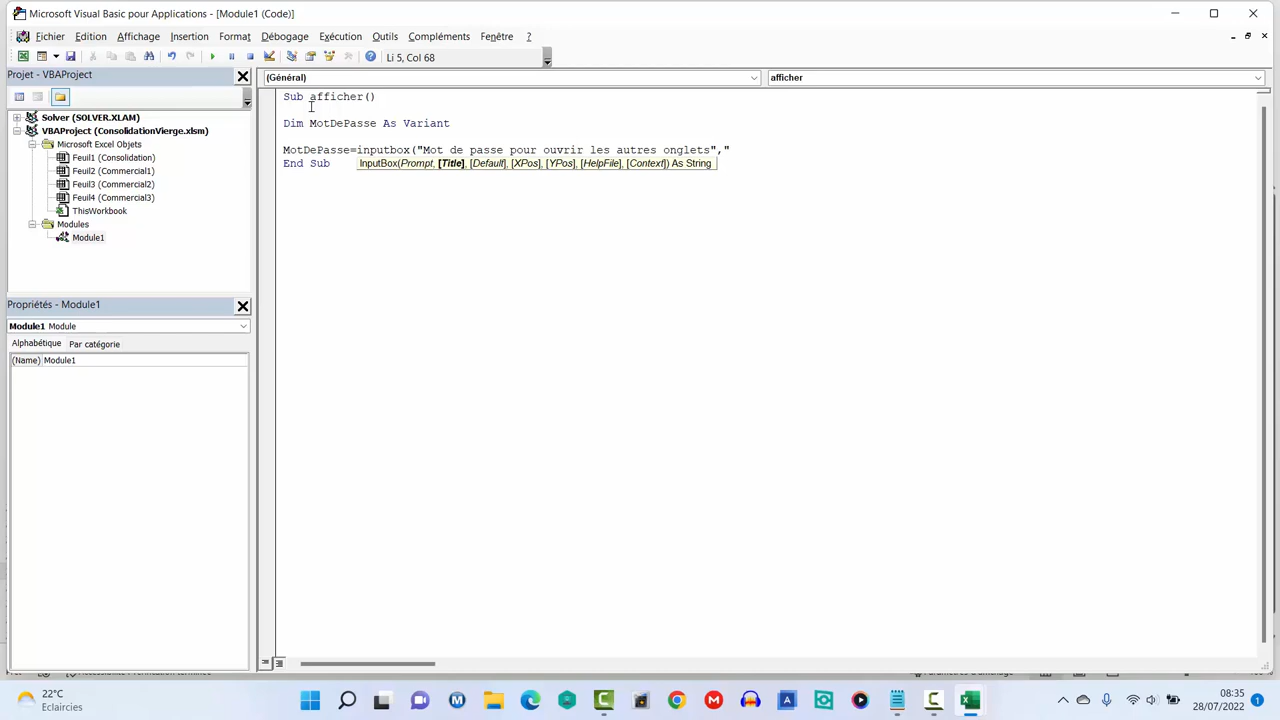 Microsoft Visual Basic pour Applications - [Module1 (Code)]
Fichier Edition Affichage Insertion Format Débogage Exécution Outils Compléments Fenêtre ?
Li 5, Col 68
Projet - VBAProject
(Général)
afficher
Solver (SOLVER.XLAM)
VBAProject (ConsolidationVierge.xlsm)
Microsoft Excel Objets
Feuil1 (Consolidation)
Feuil2 (Commercial1)
Feuil3 (Commercial2)
Feuil4 (Commercial3)
ThisWorkbook
Modules
Module1
Sub afficher()
Dim MotDePasse As Variant
MotDePasse=inputbox("Mot de passe pour ouvrir les autres onglets","
End Sub
InputBox(Prompt, [Title], [Default], [XPos], [YPos], [HelpFile], [Context]) As String
Propriétés - Module1
Module1 Module
Alphabétique Par catégorie
(Name) Module1
22°C
Eclaircies
08:35
28/07/2022
1